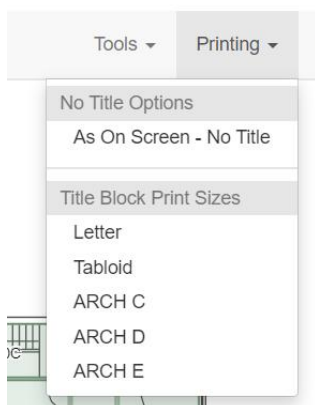 Tools Printing
No Title Options
As On Screen - No Title
Title Block Print Sizes
Letter
Tabloid
ARCH C
ARCH D
ARCH E